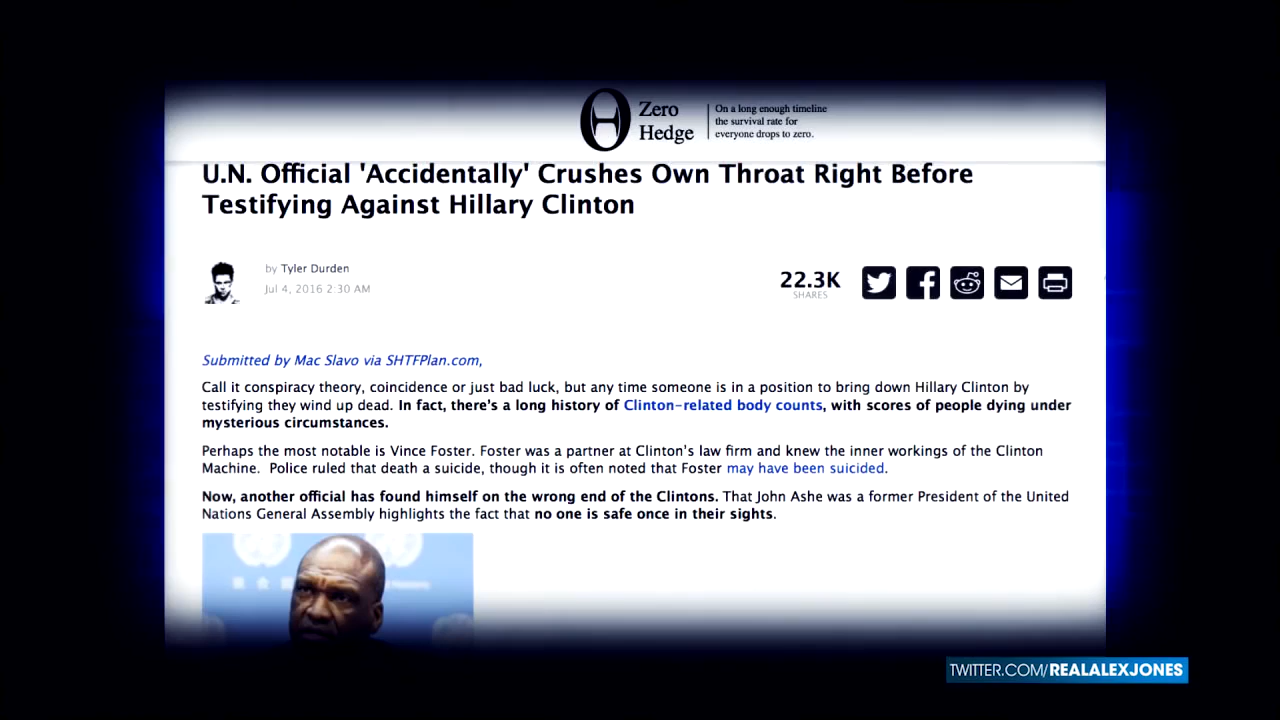 Zero
Hedge
On a long enough timeline
the survival rate for
everyone drops to zero.
U.N. Official 'Accidentally' Crushes Own Throat Right Before
Testifying Against Hillary Clinton
by Tyler Durden
Jul 4, 2016 2:30 AM
22.3K
SHARES
Submitted by Mac Slavo via SHTFPlan.com,
Call it conspiracy theory, coincidence or just bad luck, but any time someone is in a position to bring down Hillary Clinton by
testifying they wind up dead. In fact, there's a long history of Clinton-related body counts, with scores of people dying under
mysterious circumstances.
Perhaps the most notable is Vince Foster. Foster was a partner at Clinton's law firm and knew the inner workings of the Clinton
Machine.  Police ruled that death a suicide, though it is often noted that Foster may have been suicided.
Now, another official has found himself on the wrong end of the Clintons. That John Ashe was a former President of the United
Nations General Assembly highlights the fact that no one is safe once in their sights.
TWITTER.COM/REALALEXJONES